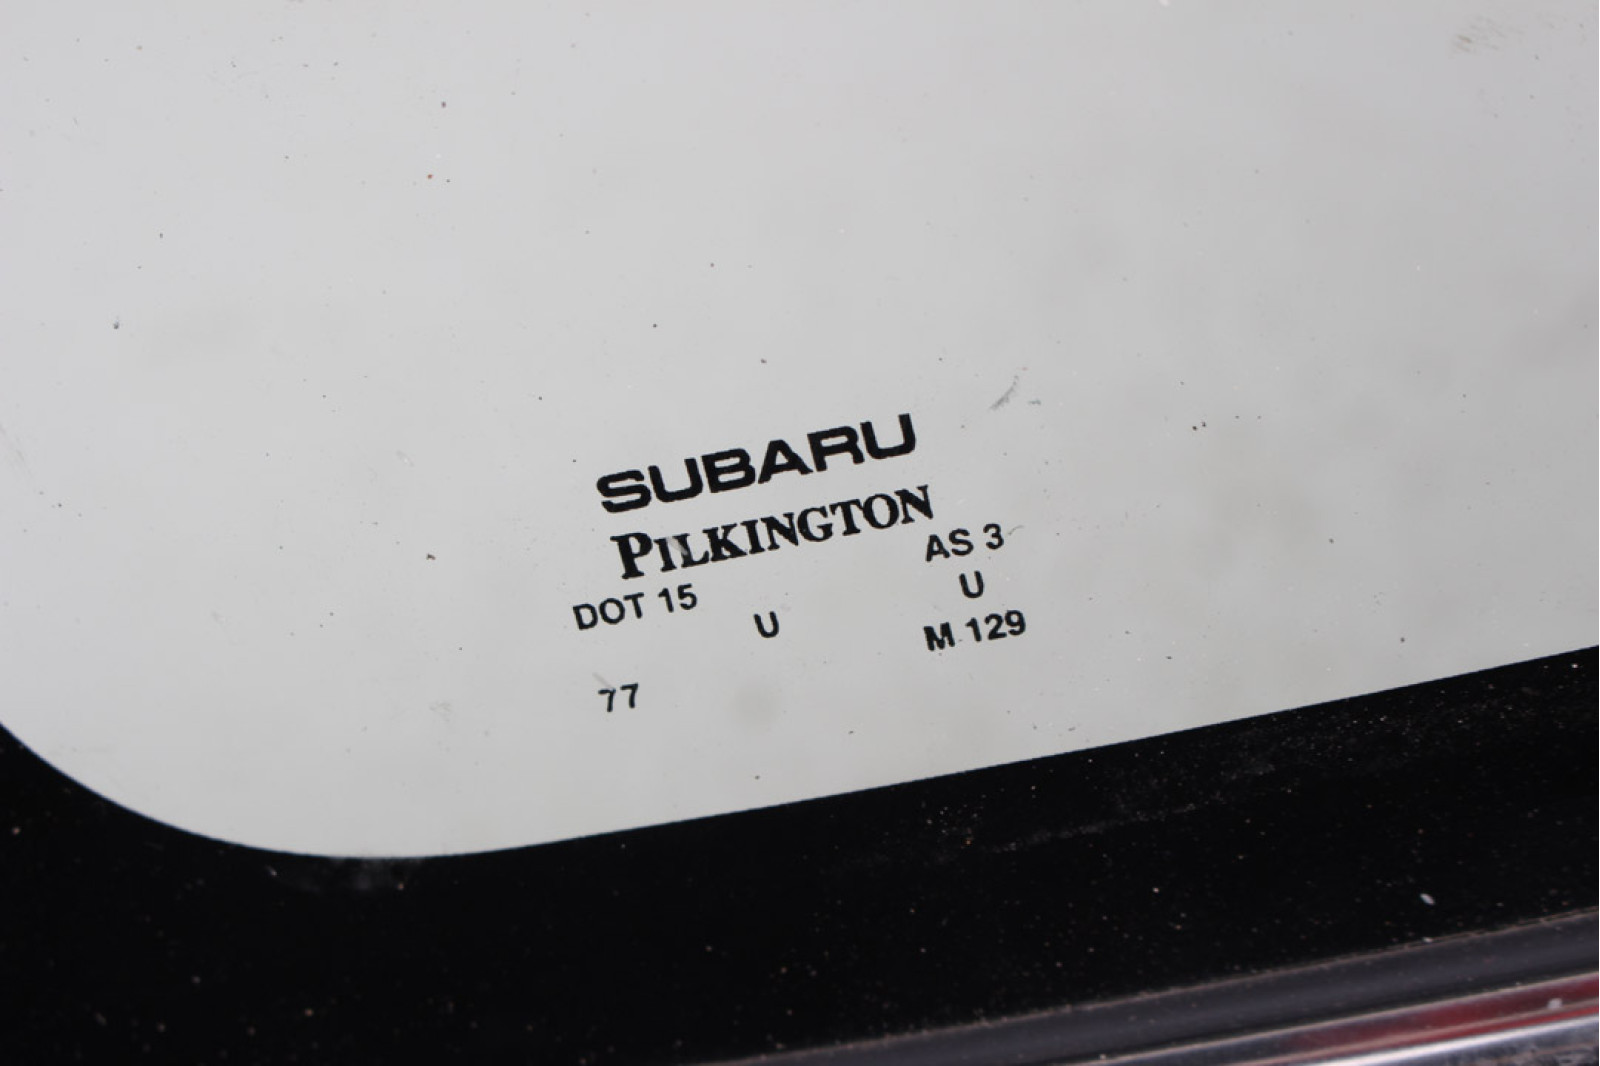 SUBARU
PILKINGTON
DOT 15 AS 3
U U
M 129
77